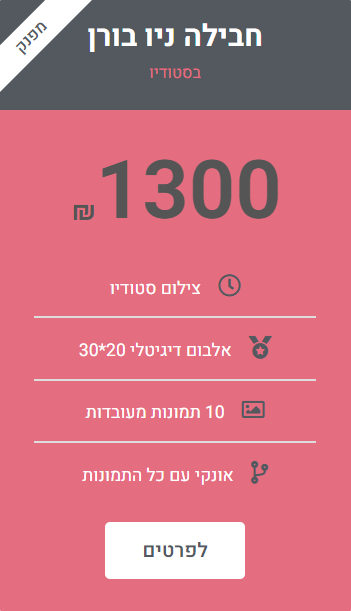 מפנק
חבילה ניו בורן
בסטודיו
1300 ₪
צילום סטודיו
אלבום דיגיטלי 20*30
10 תמונות מעובדות
אונקי עם כל התמונות
לפרטים